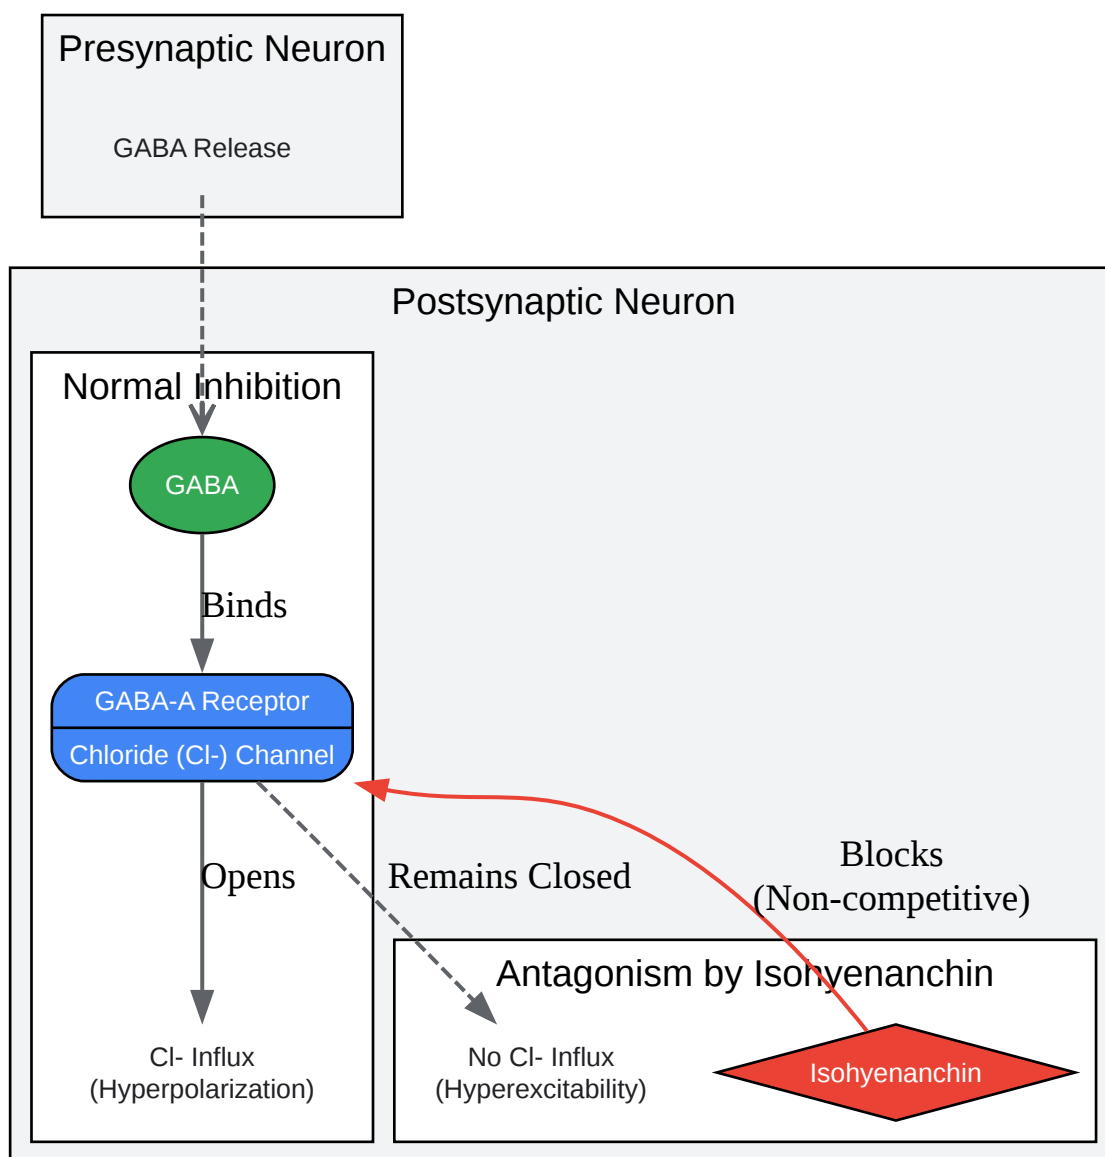 Presynaptic Neuron
GABA Release
Postsynaptic Neuron
Normal Inhibition
GABA
Binds
GABA-A Receptor
Chloride (Cl-) Channel
Opens
Remains Closed
Blocks
(Non-competitive)
Antagonism by Isohyenanchin
Cl- Influx
(Hyperpolarization)
No Cl- Influx
(Hyperexcitability)
Isohyenanchin